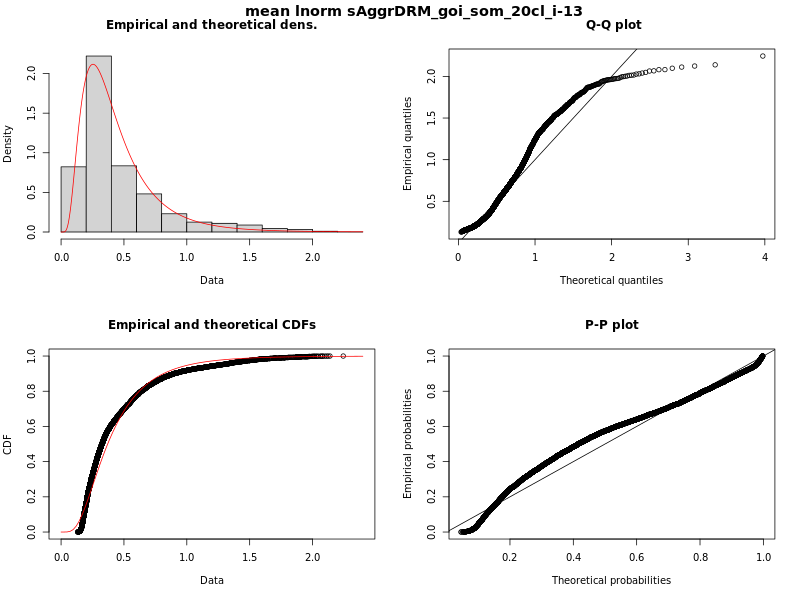 mean lnorm sAggrDRM_goi_som_20cl_i-13
Empirical and theoretical dens.
Density
0.0 0.5 1.0 1.5 2.0
0.0 0.5 1.0 1.5 2.0
Data
Q-Q plot
Empirical quantiles
0.5 1.0 1.5 2.0
0 1 2 3 4
Theoretical quantiles
Empirical and theoretical CDFs
CDF
0.0 0.2 0.4 0.6 0.8 1.0
0.0 0.5 1.0 1.5 2.0
Data
P-P plot
Empirical probabilities
0.0 0.2 0.4 0.6 0.8 1.0
0.2 0.4 0.6 0.8 1.0
Theoretical probabilities